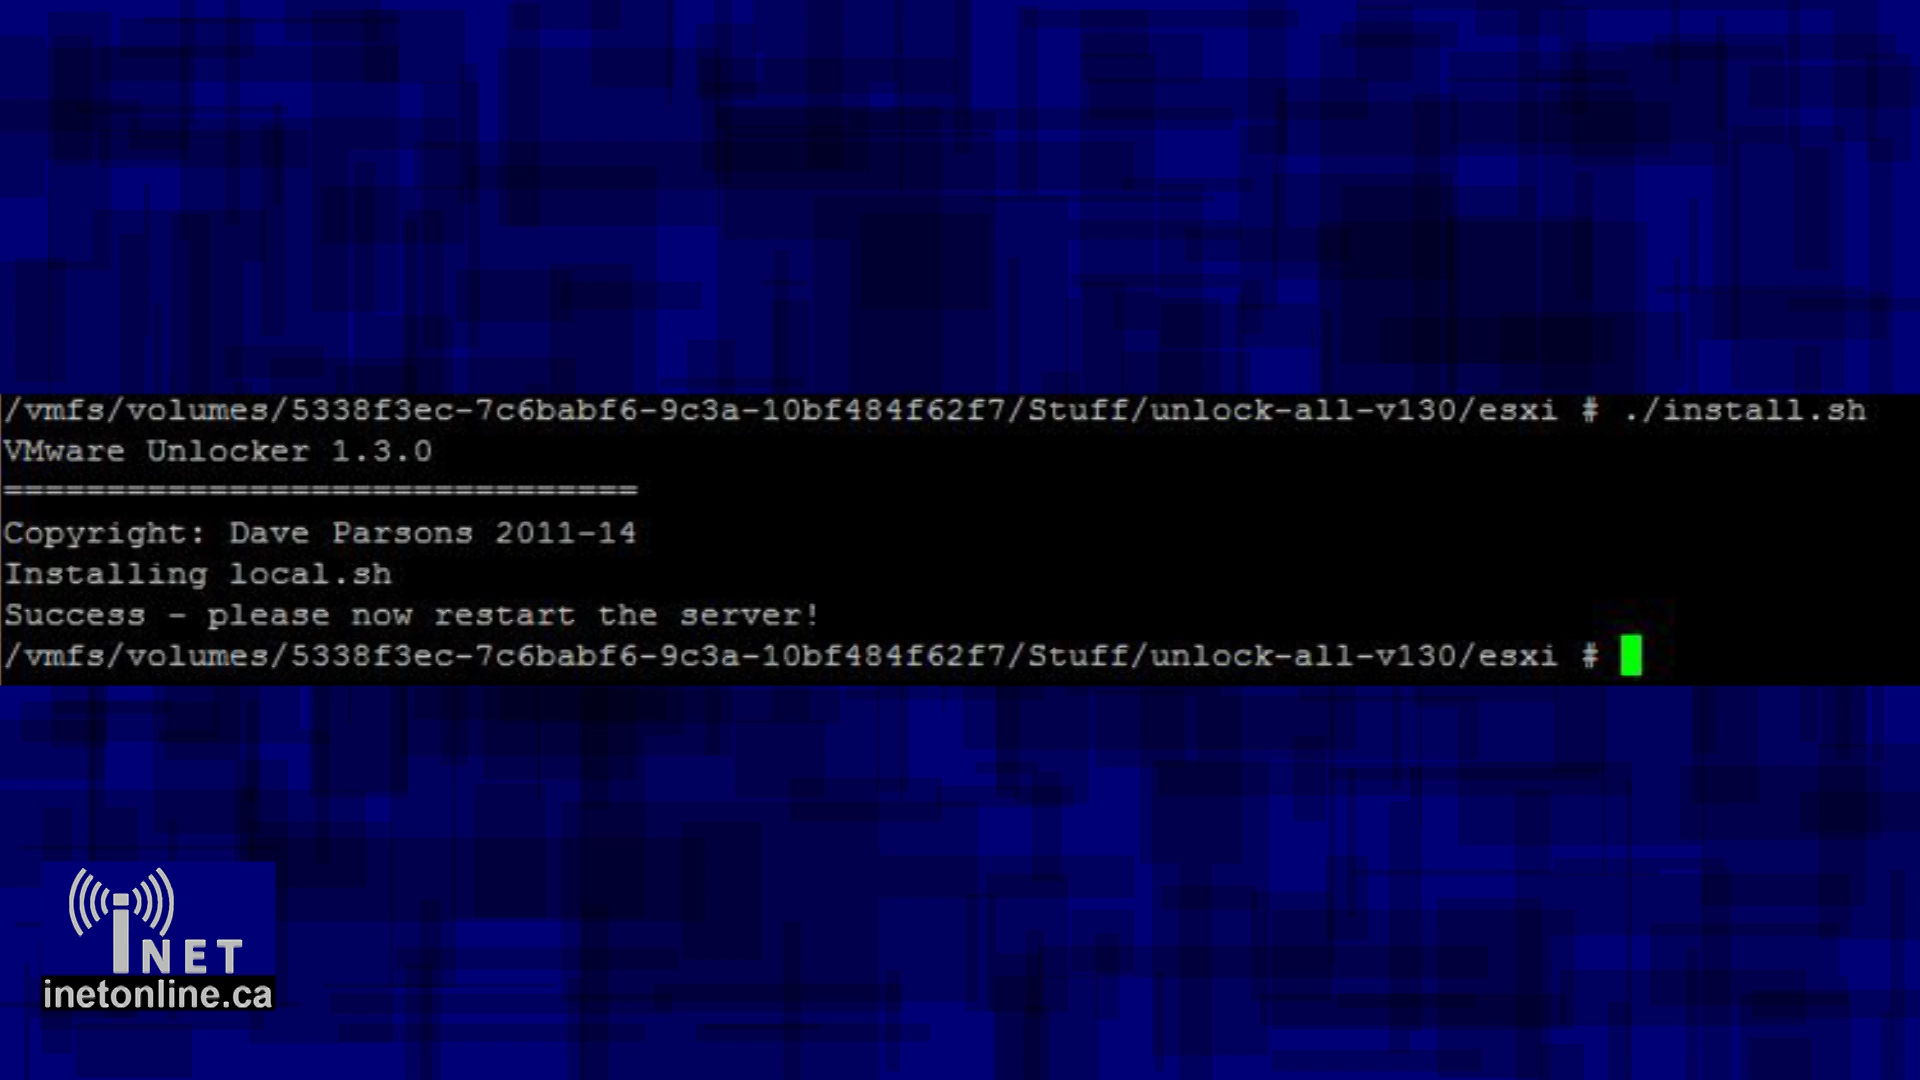 /vmfs/volumes/5338f3ec-7c6babf6-9c3a-10bf484f62f7/Stuff/unlock-all-v130/esxi # ./install.sh
VMware Unlocker 1.3.0
===============================
Copyright: Dave Parsons 2011-14
Installing local.sh
Success - please now restart the server!
/vmfs/volumes/5338f3ec-7c6babf6-9c3a-10bf484f62f7/Stuff/unlock-all-v130/esxi #
iNET
inetonline.ca